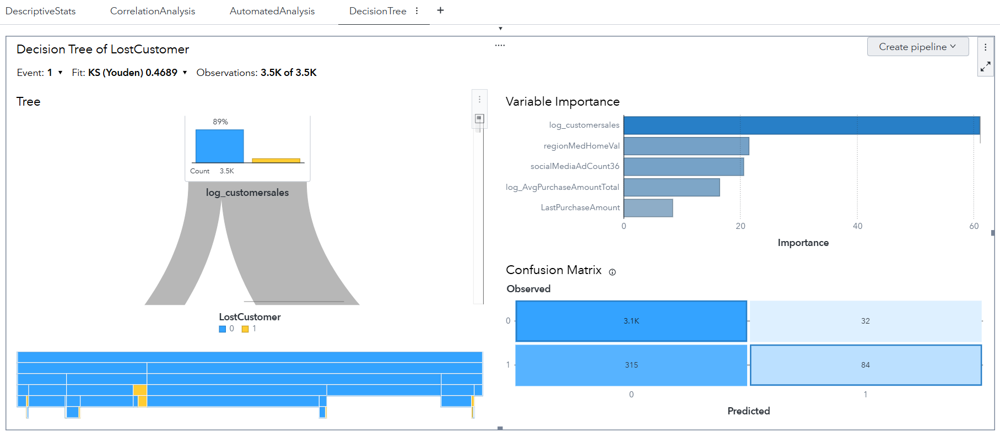 DescriptiveStats
CorrelationAnalysis
AutomatedAnalysis
DecisionTree
Decision Tree of LostCustomer
Create pipeline
Event: 1
Fit: KS (Youden) 0.4689
Observations: 3.5K of 3.5K
Tree
89%
Count 3.5K
log_customersales
LostCustomer
0 1
Variable Importance
log_customersales
regionMedHomeVal
socialMediaAdCount36
log_AvgPurchaseAmountTotal
LastPurchaseAmount
0 20 40 60
Importance
Confusion Matrix
Observed
0 3.1K 32
1 315 84
0 1
Predicted